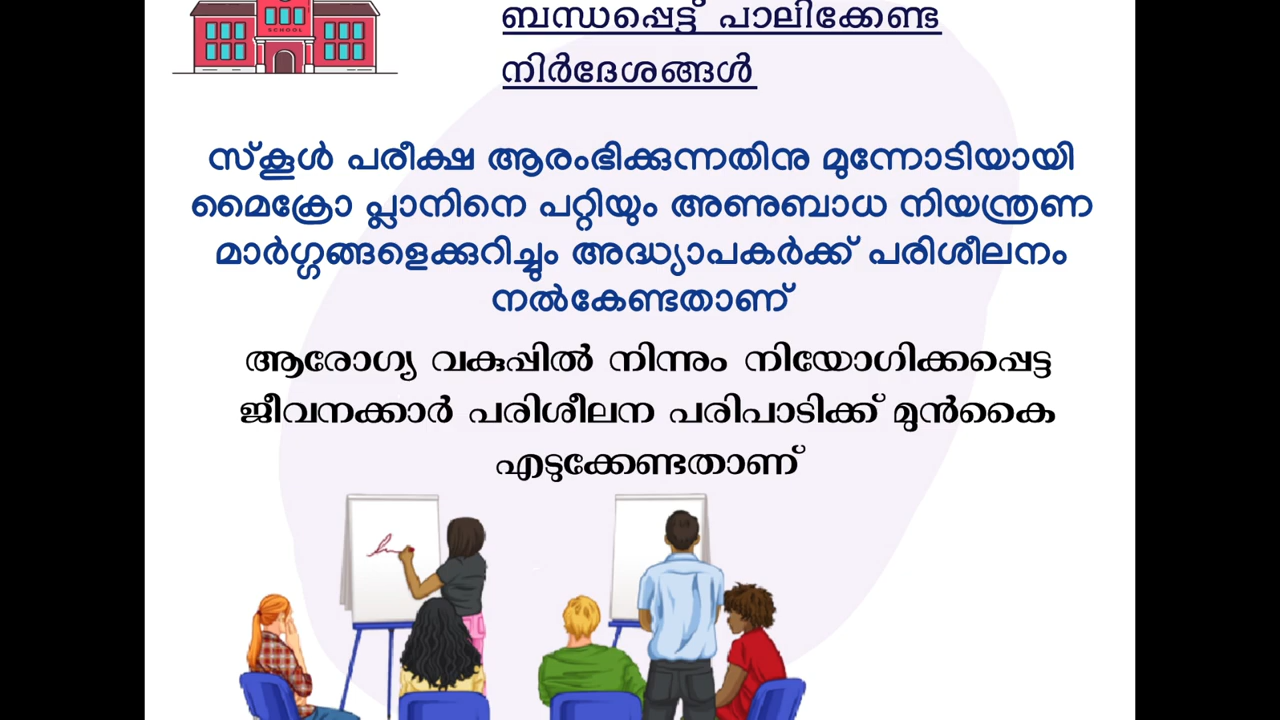 SCHOOL
ബന്ധപ്പെട്ട് പാലിക്കേണ്ട
നിർദേശങ്ങൾ
സ്കൂൾ പരീക്ഷ ആരംഭിക്കുന്നതിനു മുന്നോടിയായി
മൈക്രോ പ്ലാനിനെ പറ്റിയും അണുബാധ നിയന്ത്രണ
മാർഗ്ഗങ്ങളെക്കുറിച്ചും അദ്ധ്യാപകർക്ക് പരിശീലനം
നൽകേണ്ടതാണ്
ആരോഗ്യ വകുപ്പിൽ നിന്നും നിയോഗിക്കപ്പെട്ട
ജീവനക്കാർ പരിശീലന പരിപാടിക്ക് മുൻകൈ
എടുക്കേണ്ടതാണ്